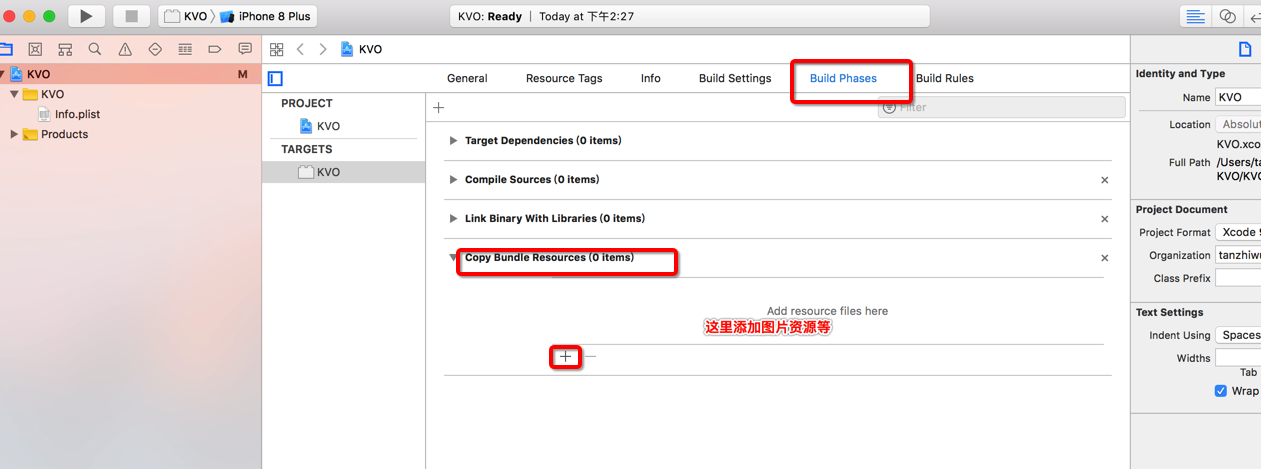 KVO
iPhone 8 Plus
KVO: Ready | Today at 下午2:27
KVO
M
KVO
Info.plist
Products
KVO
General
Resource Tags
Info
Build Settings
Build Phases
Build Rules
Filter
PROJECT
KVO
TARGETS
KVO
Target Dependencies (0 items)
Compile Sources (0 items)
Link Binary With Libraries (0 items)
Copy Bundle Resources (0 items)
Add resource files here
这里添加图片资源等
Identity and Type
Name KVO
Location Absolut
KVO.xco
Full Path /Users/ta
KVO/KVO
Project Document
Project Format Xcode 9
Organization tanzhiwe
Class Prefix
Text Settings
Indent Using Spaces
Widths
Tab
Wrap